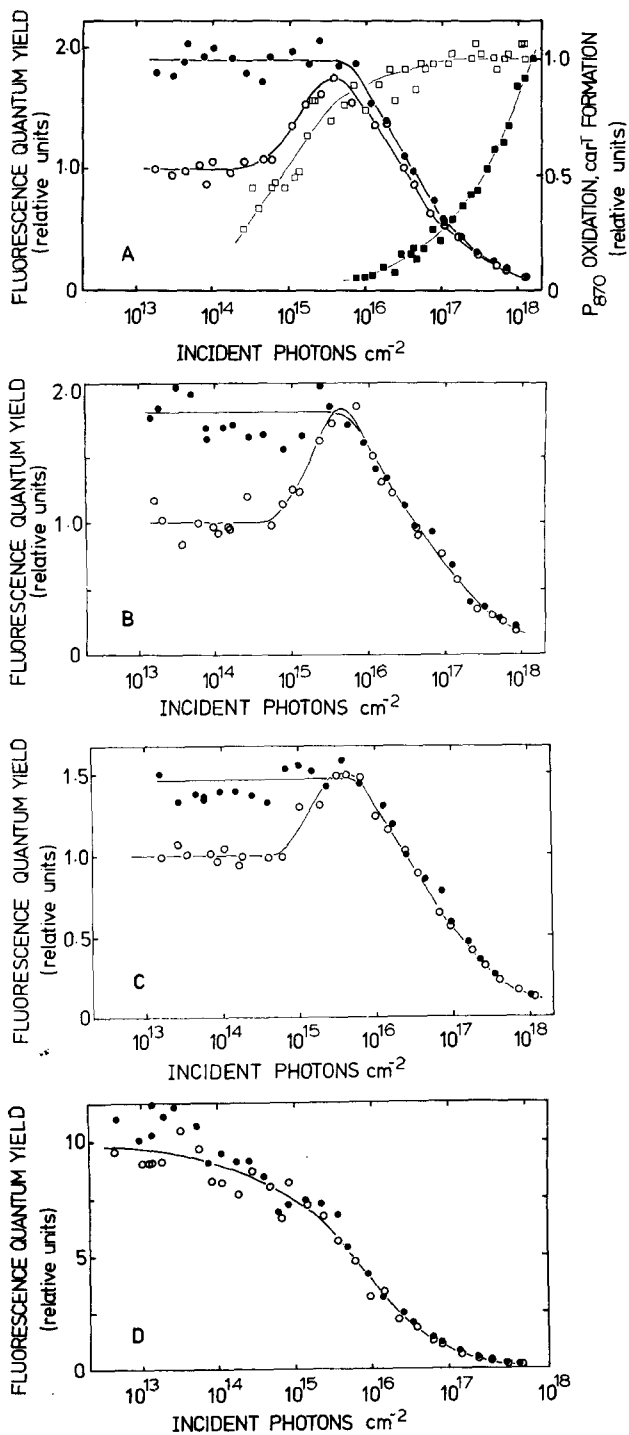 FLUORESCENCE QUANTUM YIELD
(relative units)
2.0
1.0
0
A
1.0
0.5
0
P870 OXIDATION, carT FORMATION
(relative units)
10^13 10^14 10^15 10^16 10^17 10^18
INCIDENT PHOTONS cm^-2
FLUORESCENCE QUANTUM YIELD
(relative units)
2.0
1.0
0
B
10^13 10^14 10^15 10^16 10^17 10^18
INCIDENT PHOTONS cm^-2
FLUORESCENCE QUANTUM YIELD
(relative units)
1.5
1.0
0.5
0
C
10^13 10^14 10^15 10^16 10^17 10^18
INCIDENT PHOTONS cm^-2
FLUORESCENCE QUANTUM YIELD
(relative units)
10
5
0
D
10^13 10^14 10^15 10^16 10^17 10^18
INCIDENT PHOTONS cm^-2